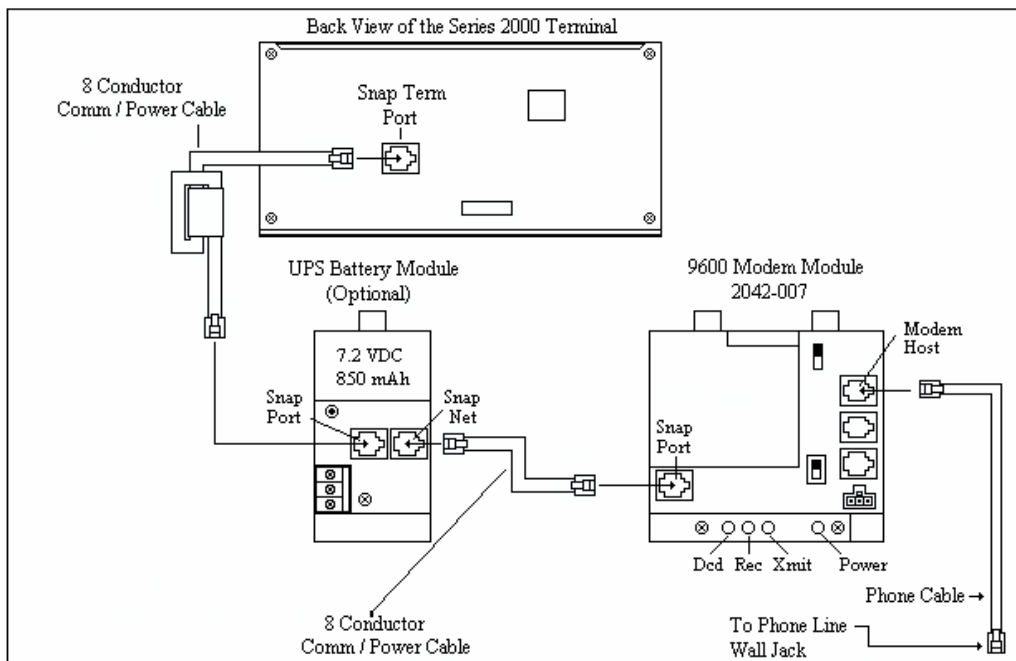 Back View of the Series 2000 Terminal
8 Conductor
Comm / Power Cable
Snap Term
Port
UPS Battery Module
(Optional)
9600 Modem Module
2042-007
7.2 VDC
850 mAh
Modem
Host
Snap
Port
Snap
Net
Snap
Port
Dcd
Rec
Xmit
Power
Phone Cable
8 Conductor
Comm / Power Cable
To Phone Line
Wall Jack